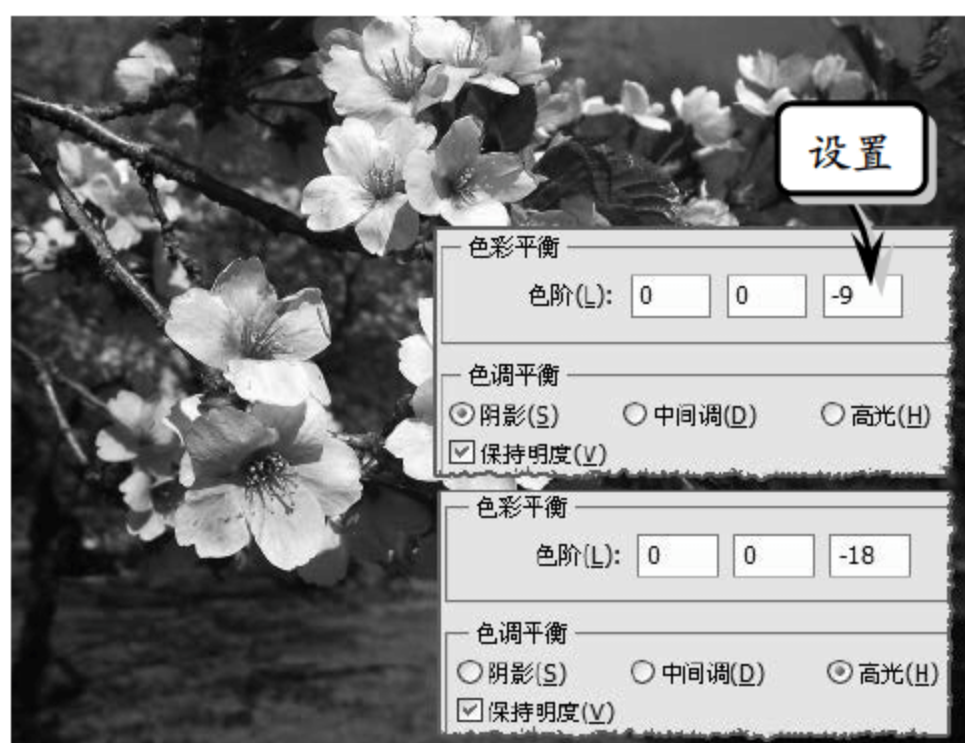 设置
色彩平衡
色阶(L): 0 0 -9
色调平衡
阴影(S) 中间调(D) 高光(H)
保持明度(V)
色彩平衡
色阶(L): 0 0 -18
色调平衡
阴影(S) 中间调(D) 高光(H)
保持明度(V)